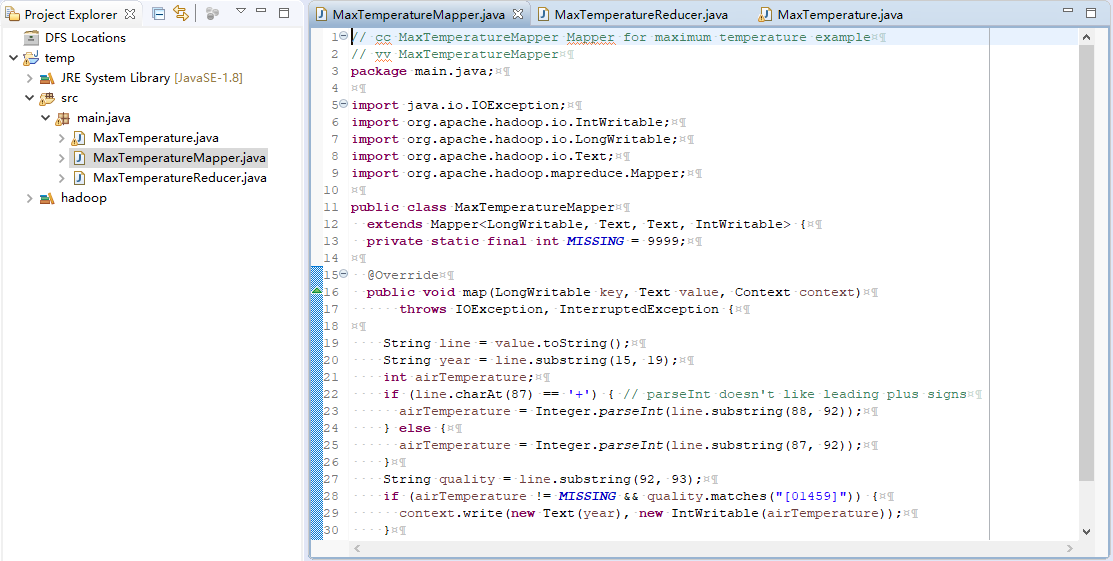 Project Explorer
DFS Locations
temp
JRE System Library [JavaSE-1.8]
src
main.java
MaxTemperature.java
MaxTemperatureMapper.java
MaxTemperatureReducer.java
hadoop
MaxTemperatureMapper.java MaxTemperatureReducer.java MaxTemperature.java
1 // cc MaxTemperatureMapper Mapper for maximum temperature example¤¶
2 // vv MaxTemperatureMapper¤¶
3 package main.java;¤¶
4 ¤¶
5 import·java.io.IOException;¤¶
6 import·org.apache.hadoop.io.IntWritable;¤¶
7 import·org.apache.hadoop.io.LongWritable;¤¶
8 import·org.apache.hadoop.io.Text;¤¶
9 import·org.apache.hadoop.mapreduce.Mapper;¤¶
10 ¤¶
11 public·class·MaxTemperatureMapper¤¶
12 ··extends·Mapper<LongWritable,·Text,·Text,·IntWritable>·{¤¶
13 ··private·static·final·int·MISSING·=·9999;¤¶
14 ¤¶
15 ··@Override¤¶
16 ··public·void·map(LongWritable·key,·Text·value,·Context·context)¤¶
17 ······throws·IOException,·InterruptedException·{¤¶
18 ¤¶
19 ····String·line·=·value.toString();¤¶
20 ····String·year·=·line.substring(15,·19);¤¶
21 ····int·airTemperature;¤¶
22 ····if·(line.charAt(87)·==·'+')·{·//·parseInt·doesn't·like·leading·plus·signs¤¶
23 ······airTemperature·=·Integer.parseInt(line.substring(88,·92));¤¶
24 ····}·else·{¤¶
25 ······airTemperature·=·Integer.parseInt(line.substring(87,·92));¤¶
26 ····}¤¶
27 ····String·quality·=·line.substring(92,·93);¤¶
28 ····if·(airTemperature·!=·MISSING·&&·quality.matches("[01459]"))·{¤¶
29 ······context.write(new·Text(year),·new·IntWritable(airTemperature));¤¶
30 ····}¤¶